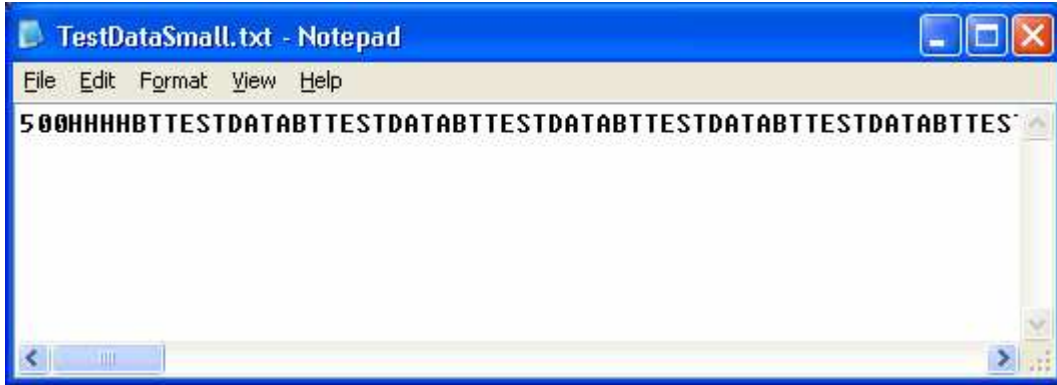 TestDataSmall.txt - Notepad
File Edit Format View Help
500HHHHBTTESTDATABTTESTDATABTTESTDATABTTESTDATABTTESTDATABTTES